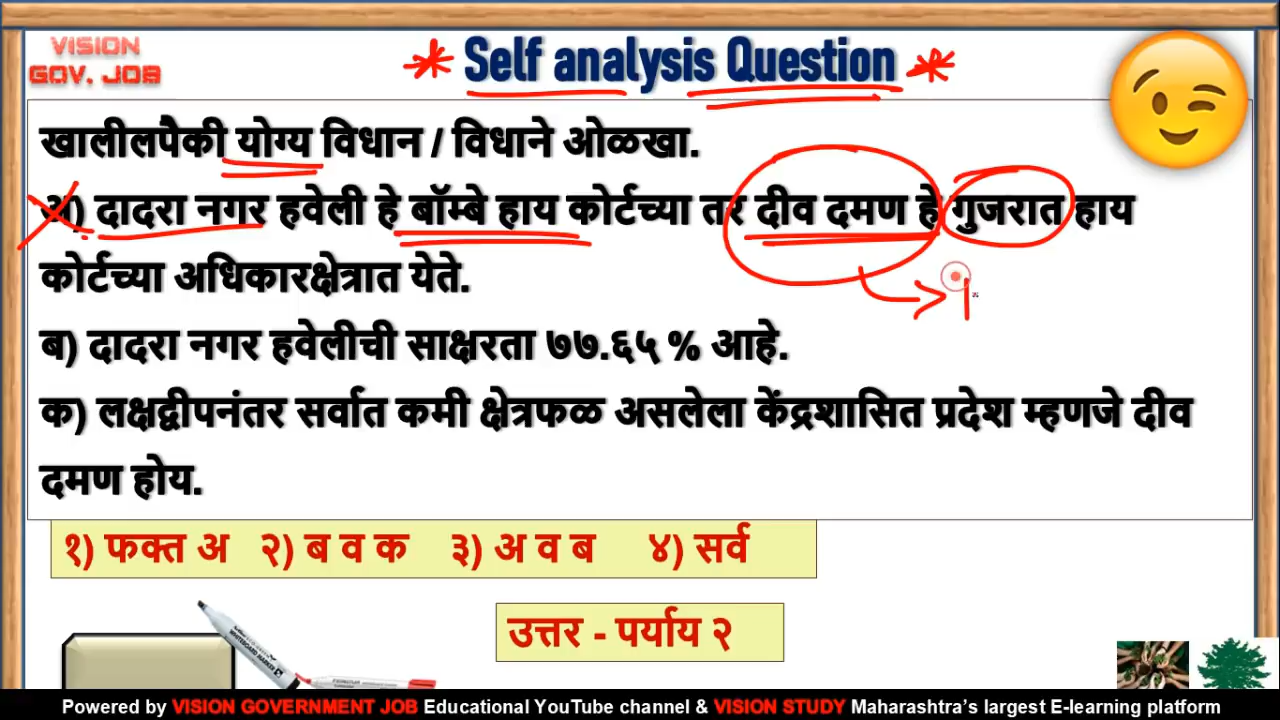 VISION
GOV. JOB
* Self analysis Question *
खालीलपैकी योग्य विधान / विधाने ओळखा.
अ) दादरा नगर हवेली हे बॉम्बे हाय कोर्टच्या तर दीव दमण हे गुजरात हाय
कोर्टच्या अधिकारक्षेत्रात येते.
ब) दादरा नगर हवेलीची साक्षरता ७७.६५ % आहे.
क) लक्षद्वीपनंतर सर्वात कमी क्षेत्रफळ असलेला केंद्रशासित प्रदेश म्हणजे दीव
दमण होय.
१) फक्त अ २) ब व क ३) अ व ब ४) सर्व
उत्तर - पर्याय २
Powered by VISION GOVERNMENT JOB Educational YouTube channel & VISION STUDY Maharashtra's largest E-learning platform